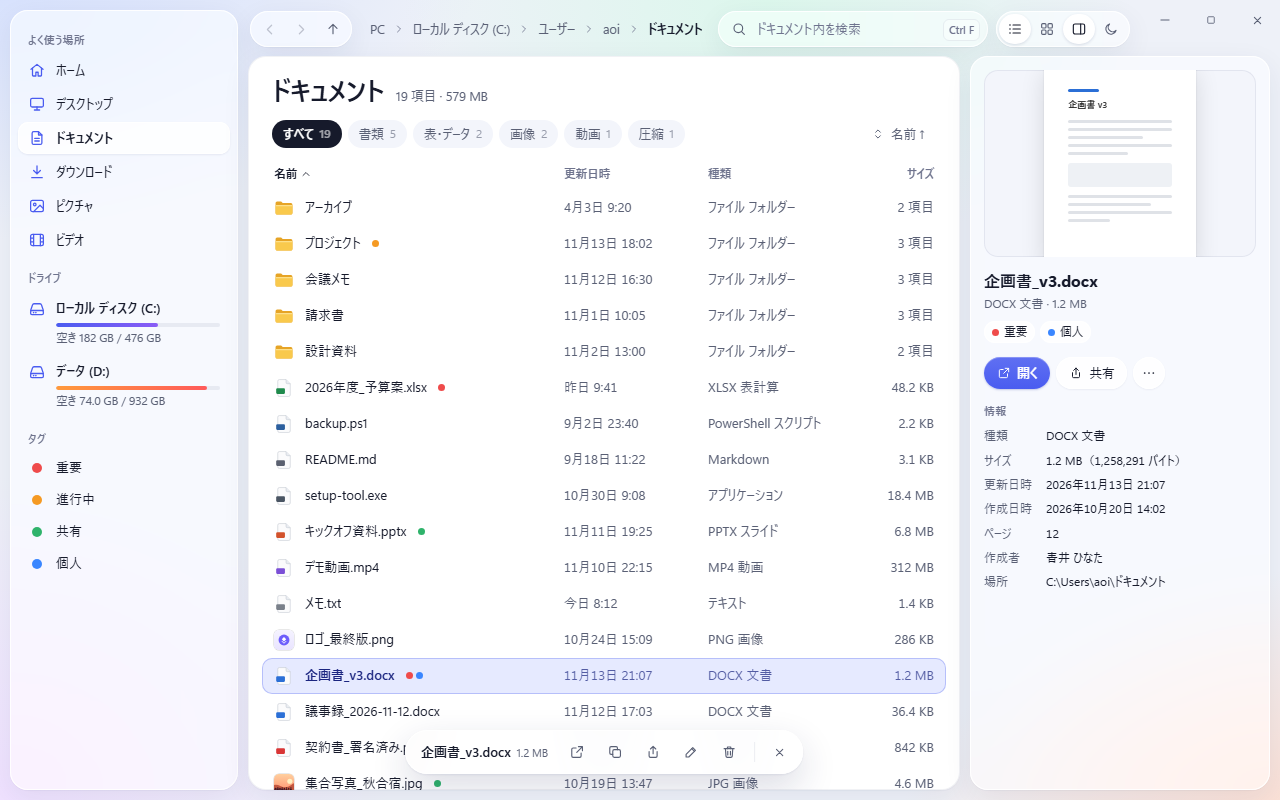 よく使う場所
ホーム
デスクトップ
ドキュメント
ダウンロード
ピクチャ
ビデオ
ドライブ
ローカル ディスク (C:)
空き 182 GB / 476 GB
データ (D:)
空き 74.0 GB / 932 GB
タグ
重要
進行中
共有
個人
PC
ローカル ディスク (C:)
ユーザー
aoi
ドキュメント
ドキュメント内を検索
Ctrl F
ドキュメント 19 項目 · 579 MB
すべて 19
書類 5
表・データ 2
画像 2
動画 1
圧縮 1
名前 ↑
名前 更新日時 種類 サイズ
アーカイブ 4月3日 9:20 ファイル フォルダー 2 項目
プロジェクト 11月13日 18:02 ファイル フォルダー 3 項目
会議メモ 11月12日 16:30 ファイル フォルダー 3 項目
請求書 11月1日 10:05 ファイル フォルダー 3 項目
設計資料 11月2日 13:00 ファイル フォルダー 2 項目
2026年度_予算案.xlsx 昨日 9:41 XLSX 表計算 48.2 KB
backup.ps1 9月2日 23:40 PowerShell スクリプト 2.2 KB
README.md 9月18日 11:22 Markdown 3.1 KB
setup-tool.exe 10月30日 9:08 アプリケーション 18.4 MB
キックオフ資料.pptx 11月11日 19:25 PPTX スライド 6.8 MB
デモ動画.mp4 11月10日 22:15 MP4 動画 312 MB
メモ.txt 今日 8:12 テキスト 1.4 KB
ロゴ_最終版.png 10月24日 15:09 PNG 画像 286 KB
企画書_v3.docx 11月13日 21:07 DOCX 文書 1.2 MB
議事録_2026-11-12.docx 11月12日 17:03 DOCX 文書 36.4 KB
契約書_署名済み 842 KB
企画書_v3.docx 1.2 MB
集合写真_秋合宿.jpg 10月19日 13:47 JPG 画像 4.6 MB
企画書 v3
企画書_v3.docx
DOCX 文書 · 1.2 MB
重要
個人
開く
共有
情報
種類 DOCX 文書
サイズ 1.2 MB（1,258,291 バイト）
更新日時 2026年11月13日 21:07
作成日時 2026年10月20日 14:02
ページ 12
作成者 青井 ひなた
場所 C:\Users\aoi\ドキュメント